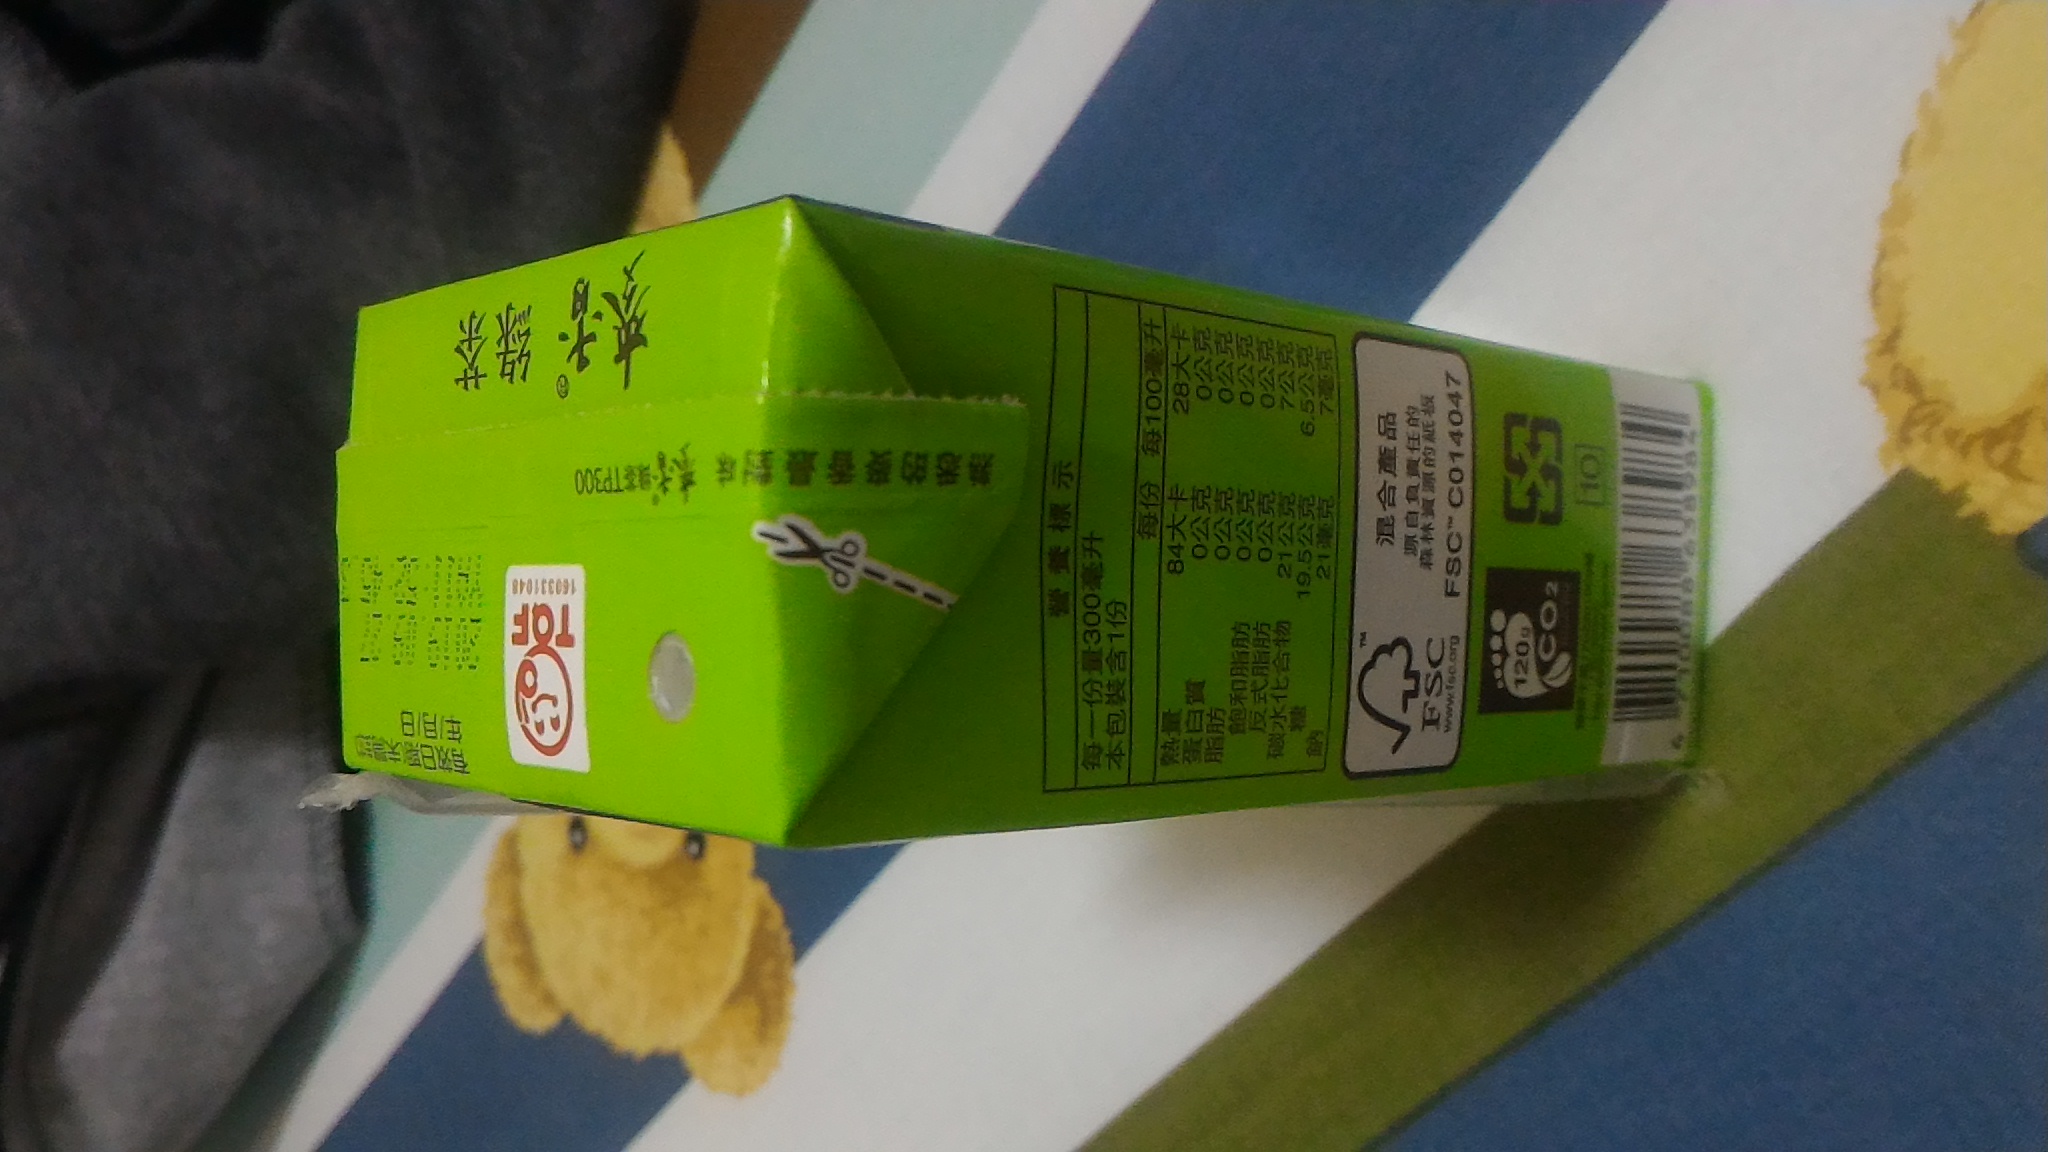 有效日期(未開封)
年/月/日
TQF
160331048
麥香® 綠茶
熟悉的麥香最對味 麥香®綠茶TP300
營養標示
每一份量300毫升
本包裝含1份
每份 每100毫升
熱量 84大卡 28大卡
蛋白質 0公克 0公克
脂肪 0公克 0公克
飽和脂肪 0公克 0公克
反式脂肪 0公克 0公克
碳水化合物 21公克 7公克
糖 19.5公克 6.5公克
鈉 21毫克 7毫克
FSC™
www.fsc.org
混合產品
源自負責任的
森林資源的紙板
FSC™ C014047
120g
CO2
10